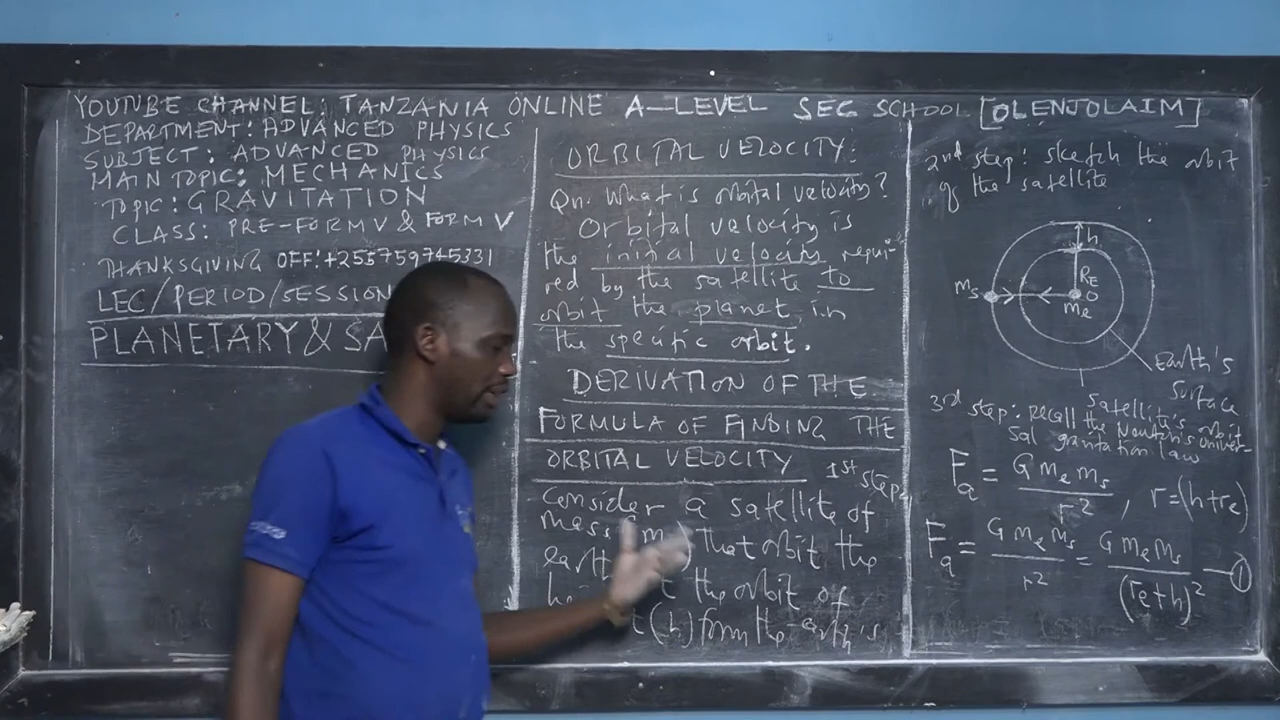 YOUTUBE CHANNEL: TANZANIA ONLINE A-LEVEL SEC SCHOOL [OLENJOLAIM]
DEPARTMENT: ADVANCED PHYSICS
SUBJECT: ADVANCED PHYSICS
MAIN TOPIC: MECHANICS
TOPIC: GRAVITATION
CLASS: PRE-FORM V & FORM V
THANKSGIVING OFF: +255759745331
LEC/PERIOD/SESSION
PLANETARY & SA
ORBITAL VELOCITY:
Qn. What is orbital velocity?
Orbital velocity is
the initial velocity requi-
red by the satellite to
orbit the planet, in
the specific orbit.
DERIVATION OF THE
FORMULA OF FINDING THE
ORBITAL VELOCITY 1st step:
Consider a satellite of
mass (m) that orbit the
earth the orbit of
(h) form the earth's
2nd step: sketch the orbit
of the satellite
h
RE
Ms O
Me
Earth's
surface
Satellite's orbit
3rd step: recall the Newton's univer-
sal gravitation law
Fa = G me ms / r², r = (h+re)
Fa = G me ms / r² = G me ms / (re+h)² —①